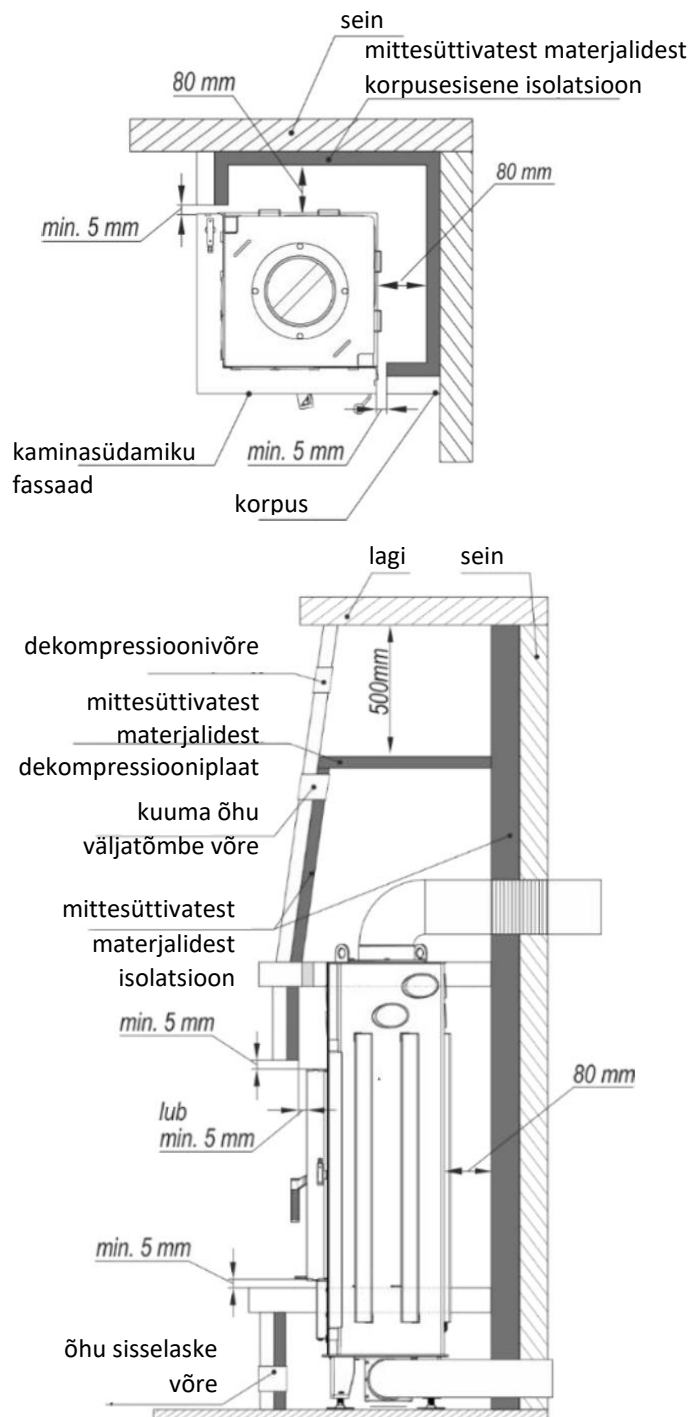 sein
mittesüttivatest materjalidest
korpusesisene isolatsioon
80 mm
80 mm
min. 5 mm
kaminasüdamiku
fassaad
min. 5 mm
korpus
lagi
sein
dekompressioonivõre
500mm
mittesüttivatest
materjalidest
dekompressiooniplaat
kuuma õhu
väljatõmbe võre
mittesüttivatest
materjalidest
isolatsioon
min. 5 mm
80 mm
lub
min. 5 mm
min. 5 mm
õhu sisselaske
võre